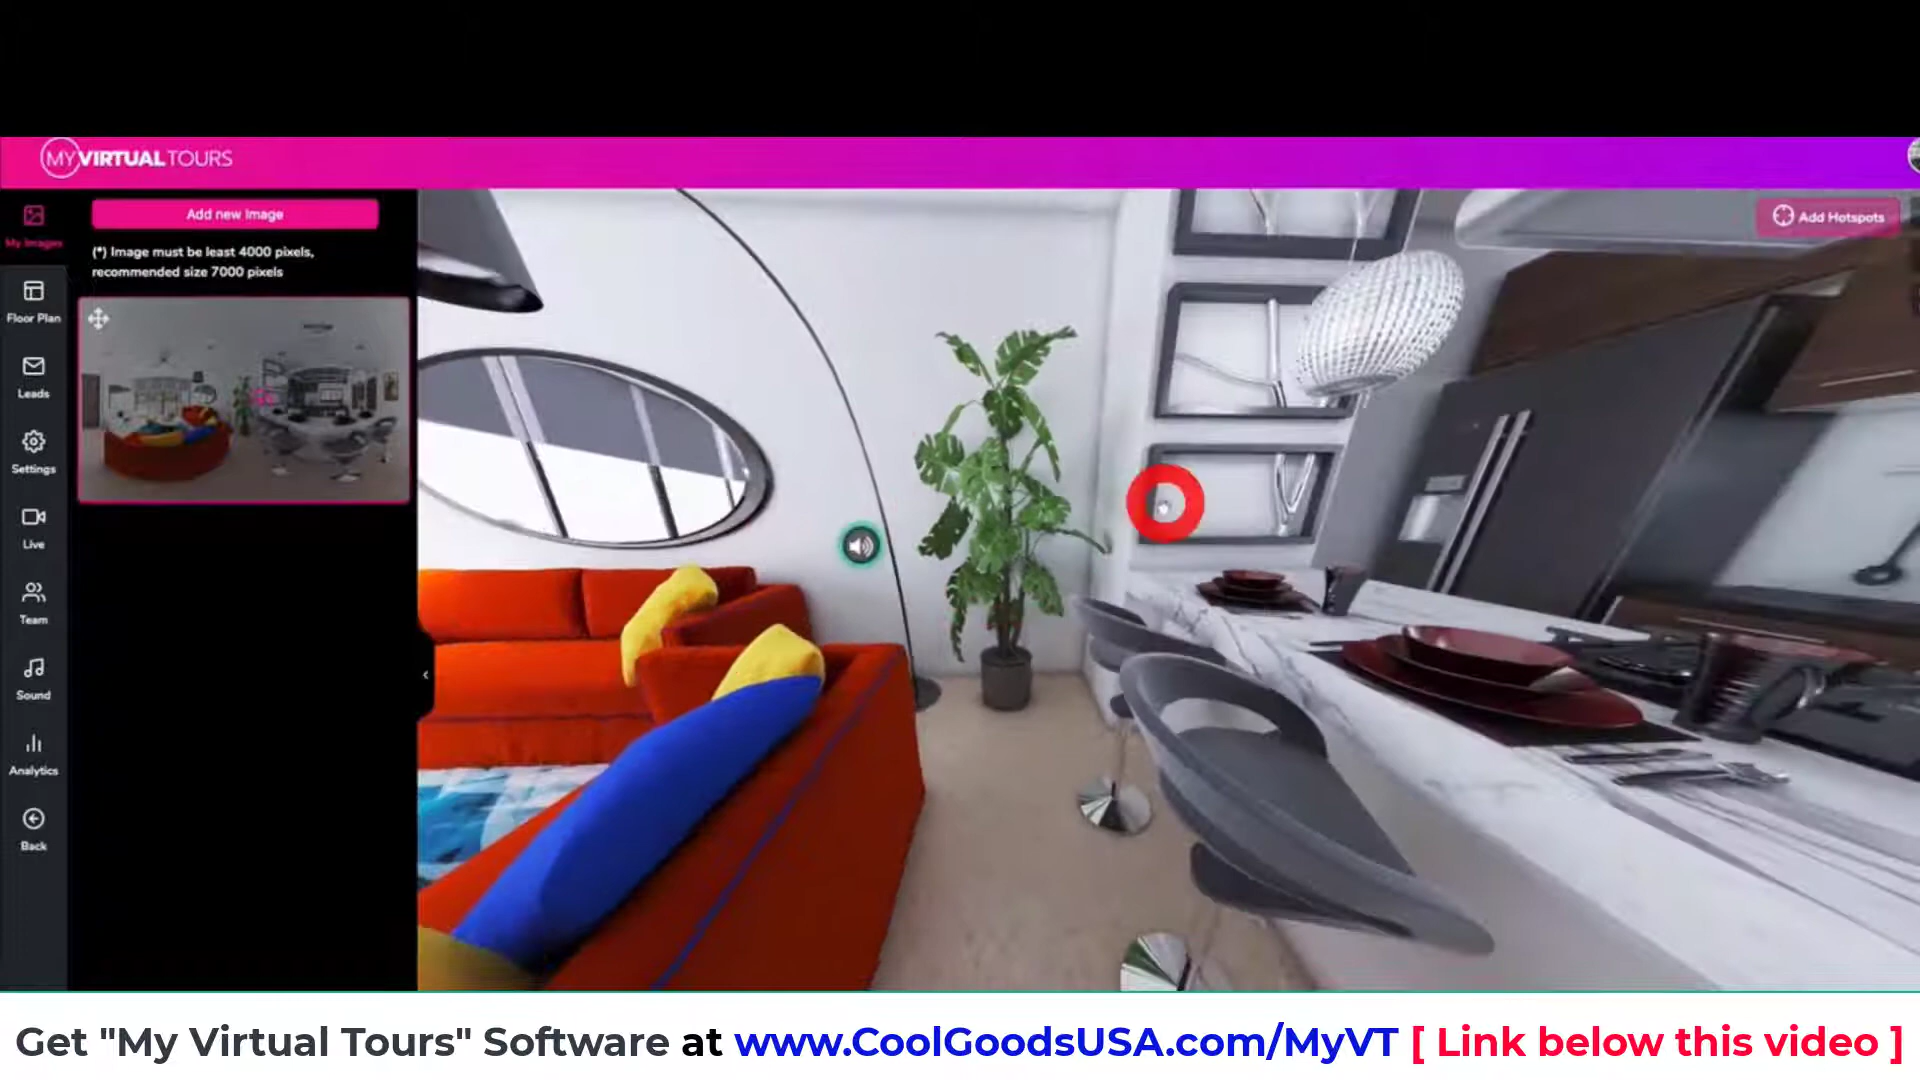 MY VIRTUAL TOURS
Add new Image
(*) Image must be least 4000 pixels,
recommended size 7000 pixels
My Images
Floor Plan
Leads
Settings
Live
Team
Sound
Analytics
Back
Add Hotspots
Get "My Virtual Tours" Software at www.CoolGoodsUSA.com/MyVT [ Link below this video ]